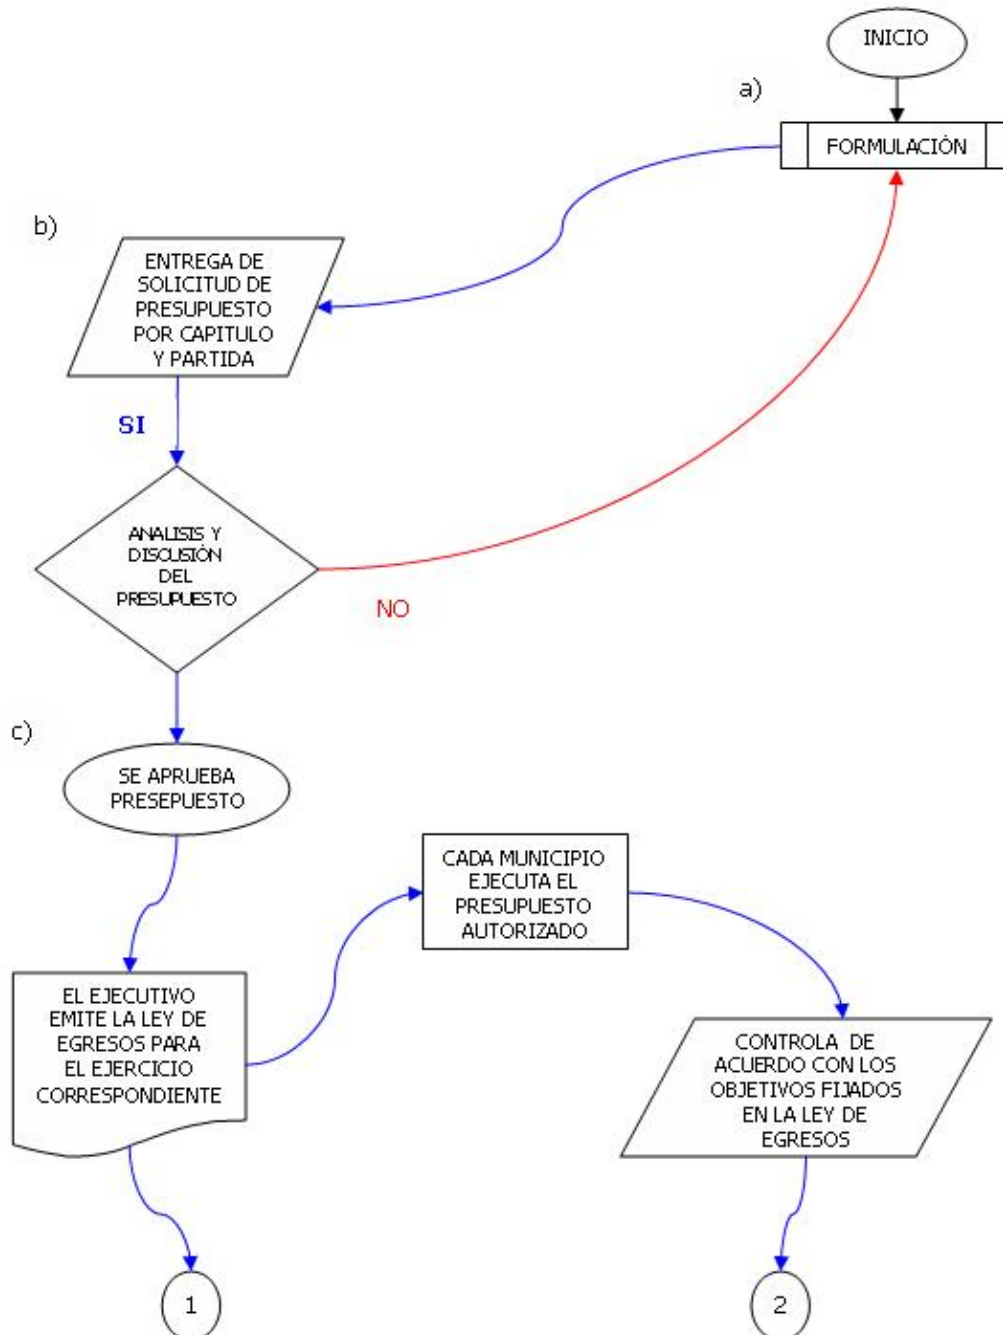 INICIO
a)
FORMULACIÓN
b)
ENTREGA DE
SOLICITUD DE
PRESUPUESTO
POR CAPITULO
Y PARTIDA
SI
ANALISIS Y
DISCUSIÓN
DEL
PRESUPUESTO
NO
c)
SE APRUEBA
PRESEPUESTO
CADA MUNICIPIO
EJECUTA EL
PRESUPUESTO
AUTORIZADO
EL EJECUTIVO
EMITE LA LEY DE
EGRESOS PARA
EL EJERCICIO
CORRESPONDIENTE
CONTROLA DE
ACUERDO CON LOS
OBJETIVOS FIJADOS
EN LA LEY DE
EGRESOS
1
2